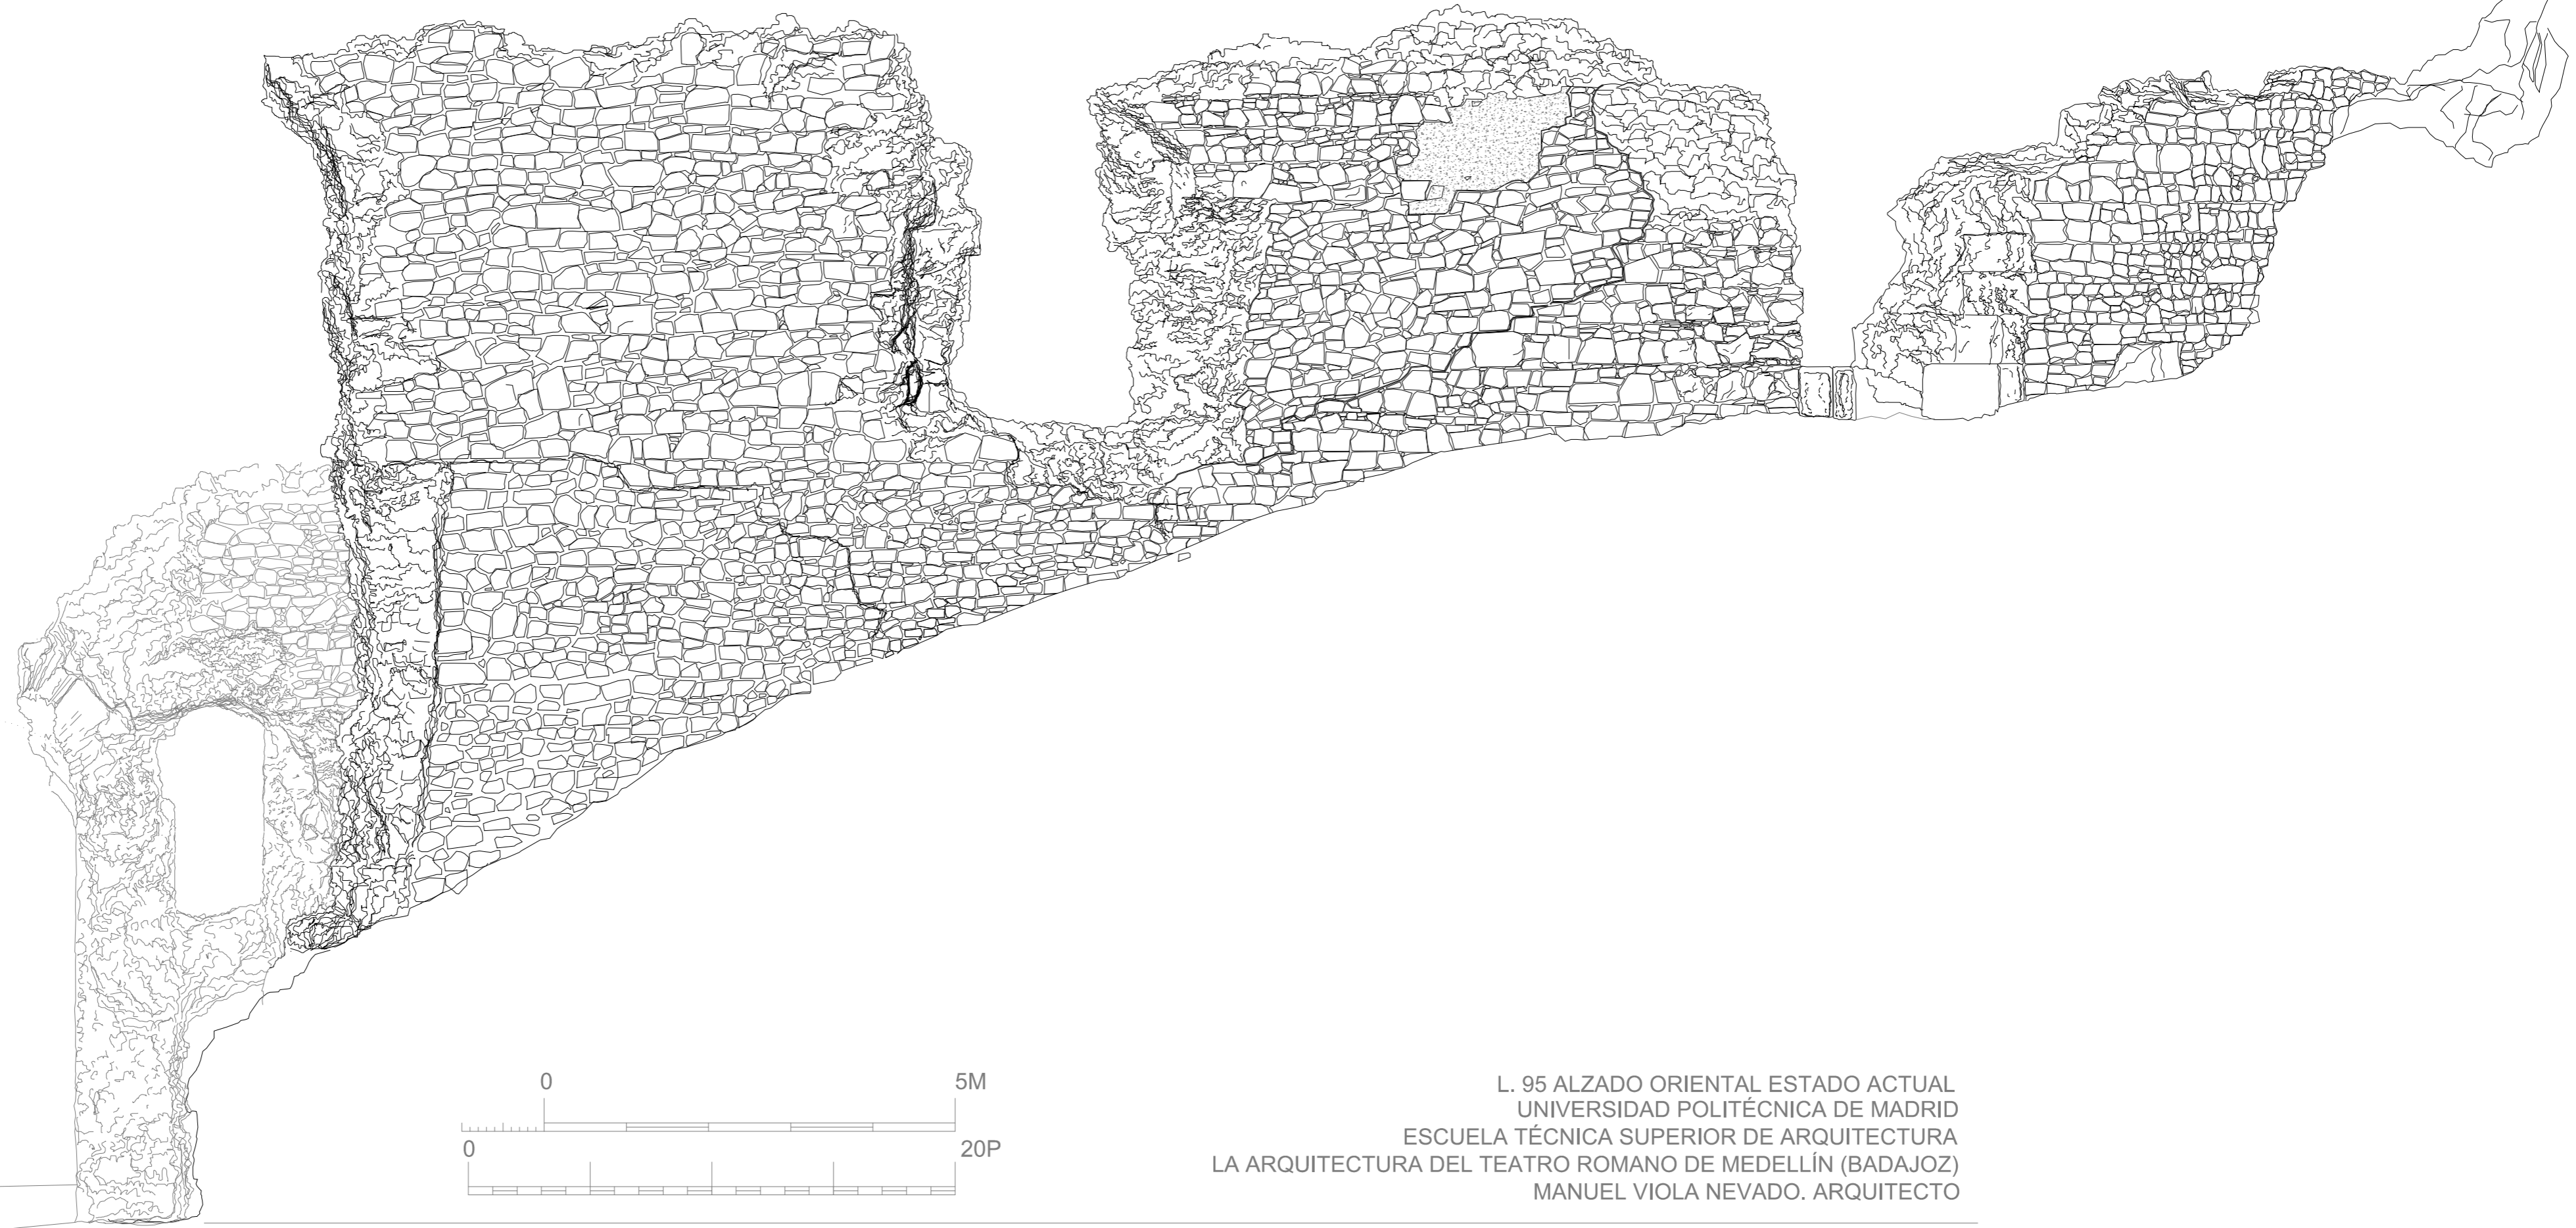 0 5M
0 20P
L. 95 ALZADO ORIENTAL ESTADO ACTUAL
UNIVERSIDAD POLITÉCNICA DE MADRID
ESCUELA TÉCNICA SUPERIOR DE ARQUITECTURA
LA ARQUITECTURA DEL TEATRO ROMANO DE MEDELLÍN (BADAJOZ)
MANUEL VIOLA NEVADO. ARQUITECTO